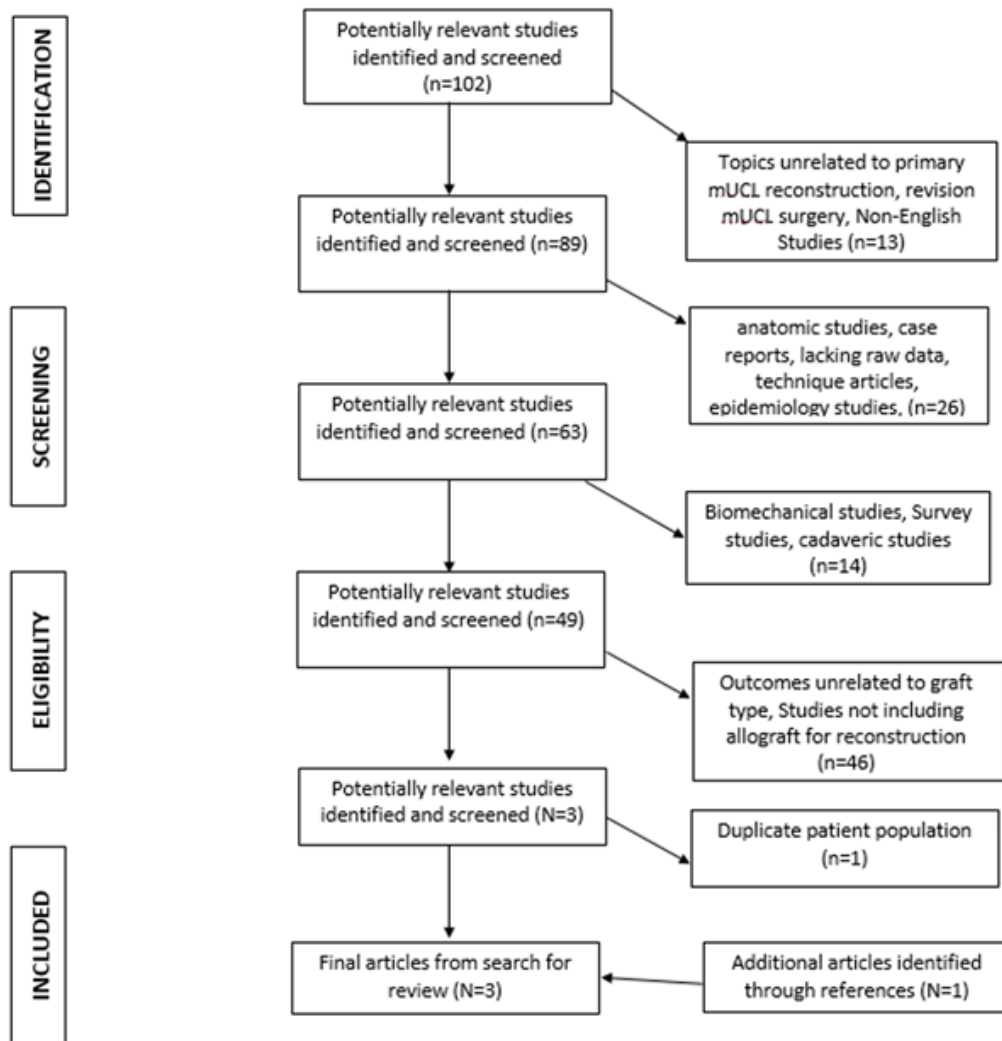 IDENTIFICATION
Potentially relevant studies
identified and screened
(n=102)
Topics unrelated to primary
mUCL reconstruction, revision
mUCL surgery, Non-English
Studies (n=13)
Potentially relevant studies
identified and screened (n=89)
SCREENING
anatomic studies, case
reports, lacking raw data,
technique articles,
epidemiology studies, (n=26)
Potentially relevant studies
identified and screened (n=63)
Biomechanical studies, Survey
studies, cadaveric studies
(n=14)
ELIGIBILITY
Potentially relevant studies
identified and screened (n=49)
Outcomes unrelated to graft
type, Studies not including
allograft for reconstruction
(n=46)
Potentially relevant studies
identified and screened (N=3)
Duplicate patient population
(n=1)
INCLUDED
Final articles from search for
review (N=3)
Additional articles identified
through references (N=1)